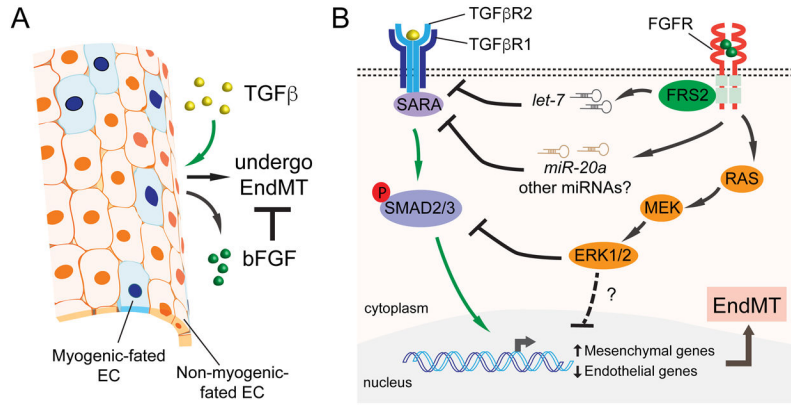 A
TGFβ
undergo
EndMT
bFGF
Myogenic-fated
EC
Non-myogenic-
fated EC
B
TGFβR2
TGFβR1
FGFR
SARA
let-7
FRS2
miR-20a
other miRNAs?
RAS
P
SMAD2/3
MEK
ERK1/2
?
cytoplasm
EndMT
Mesenchymal genes
Endothelial genes
nucleus